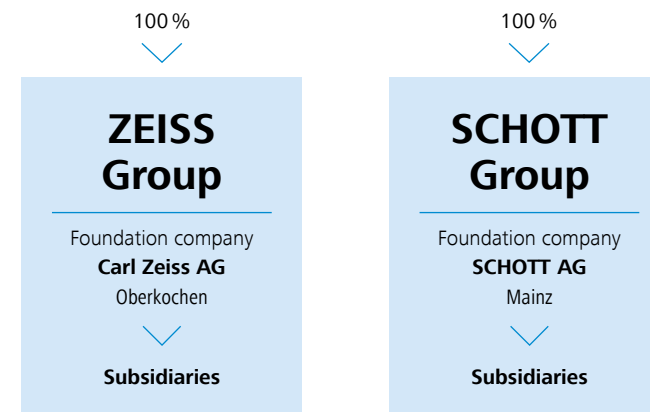 100 %
ZEISS
Group
Foundation company
Carl Zeiss AG
Oberkochen
Subsidiaries
100 %
SCHOTT
Group
Foundation company
SCHOTT AG
Mainz
Subsidiaries